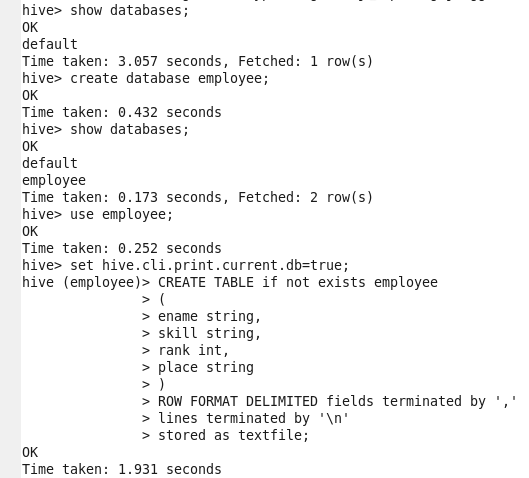 hive> show databases;
OK
default
Time taken: 3.057 seconds, Fetched: 1 row(s)
hive> create database employee;
OK
Time taken: 0.432 seconds
hive> show databases;
OK
default
employee
Time taken: 0.173 seconds, Fetched: 2 row(s)
hive> use employee;
OK
Time taken: 0.252 seconds
hive> set hive.cli.print.current.db=true;
hive (employee)> CREATE TABLE if not exists employee
> (
> ename string,
> skill string,
> rank int,
> place string
> )
> ROW FORMAT DELIMITED fields terminated by ','
> lines terminated by '\n'
> stored as textfile;
OK
Time taken: 1.931 seconds